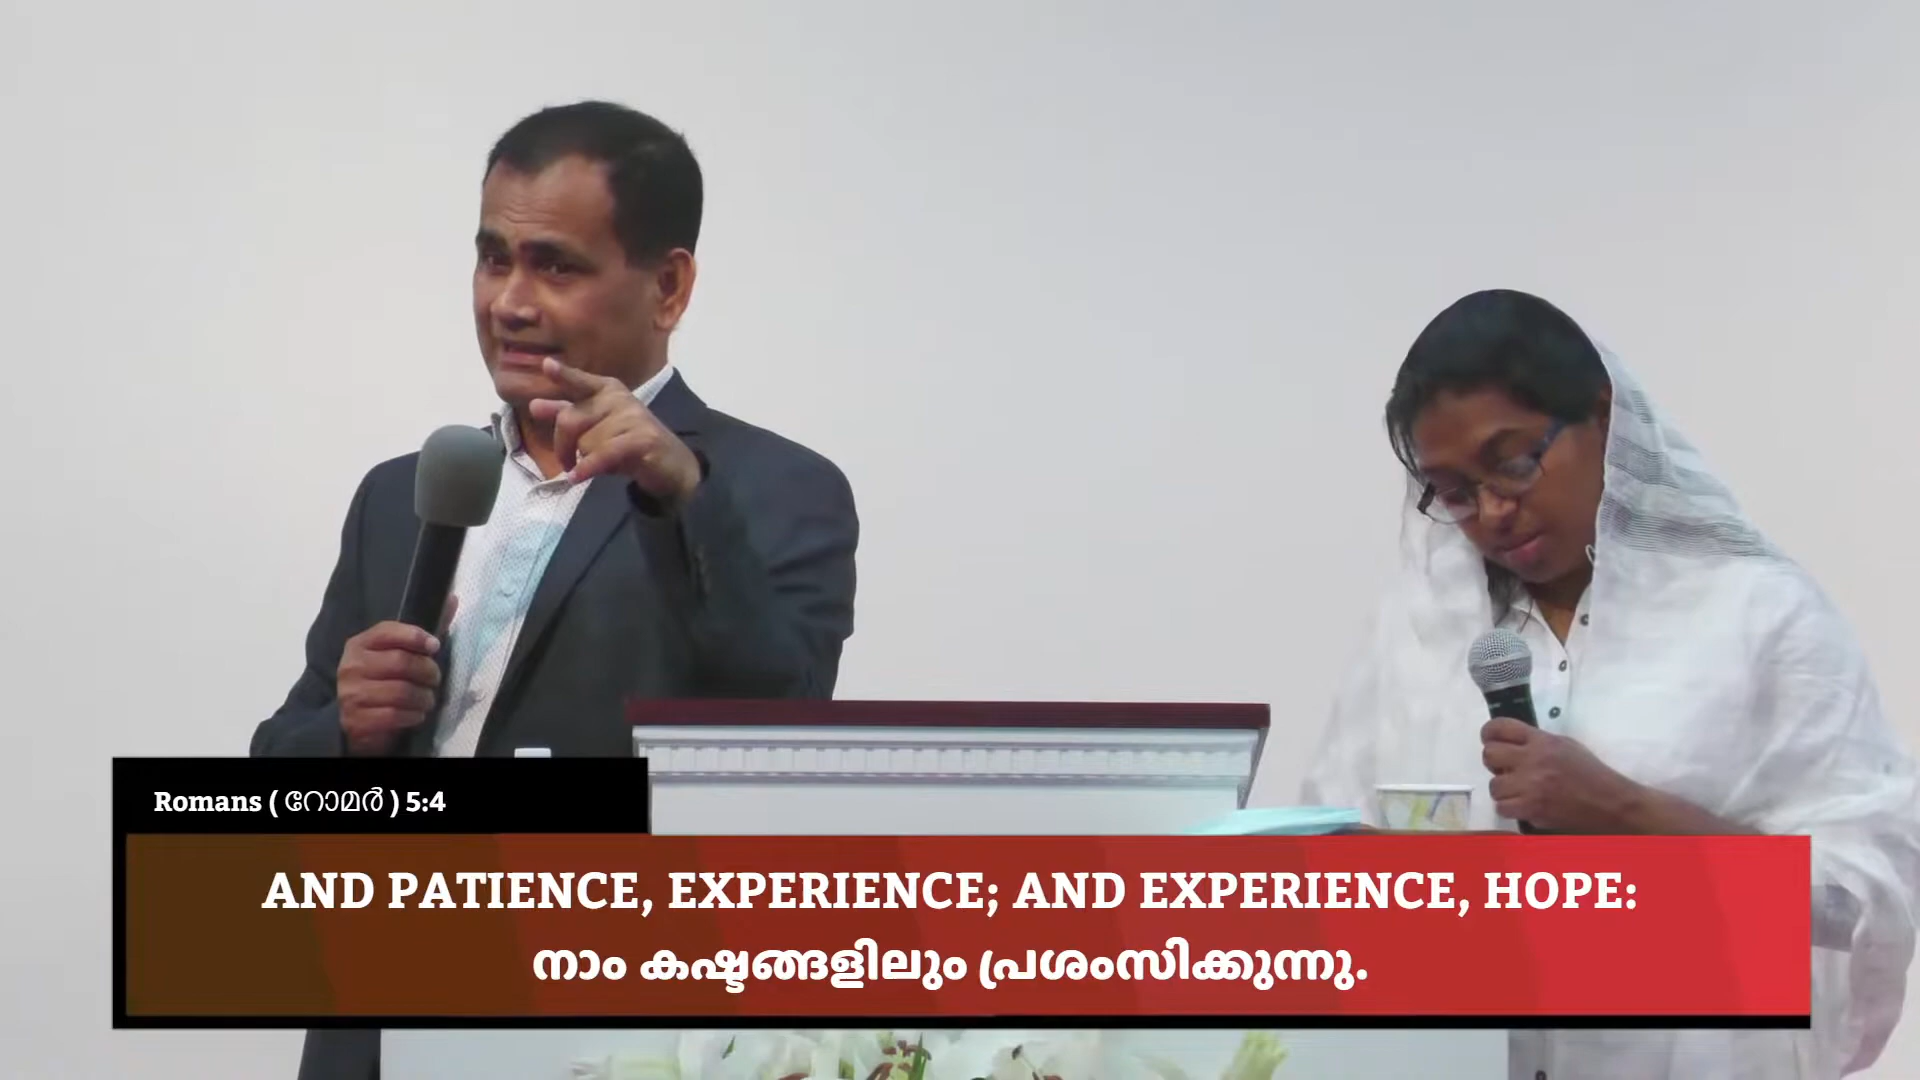 Romans ( റോമർ ) 5:4
AND PATIENCE, EXPERIENCE; AND EXPERIENCE, HOPE:
നാം കഷ്ടങ്ങളിലും പ്രശംസിക്കുന്നു.